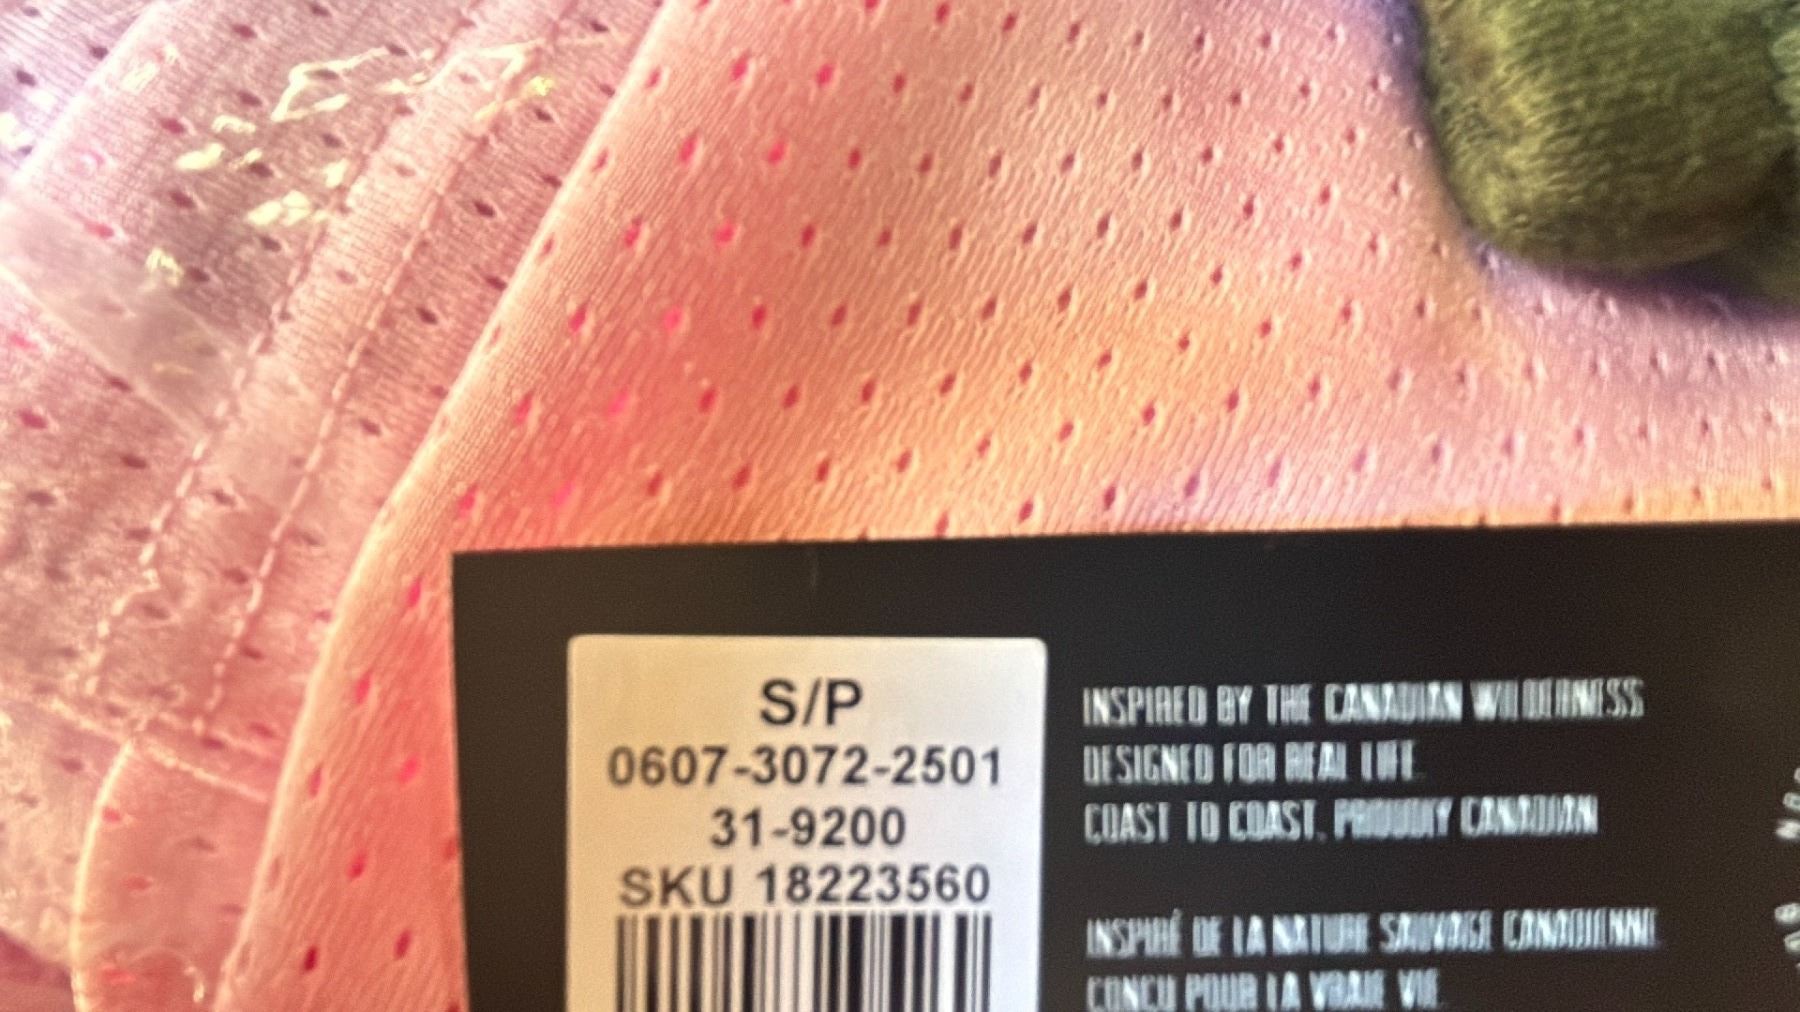 S/P
0607-3072-2501
31-9200
SKU 18223560
INSPIRED BY THE CANADIAN WILDERNESS
DESIGNED FOR REAL LIFE.
COAST TO COAST. PROUDLY CANADIAN
INSPIRÉ DE LA NATURE SAUVAGE CANADIENNE
CONÇU POUR LA VRAIE VIE.